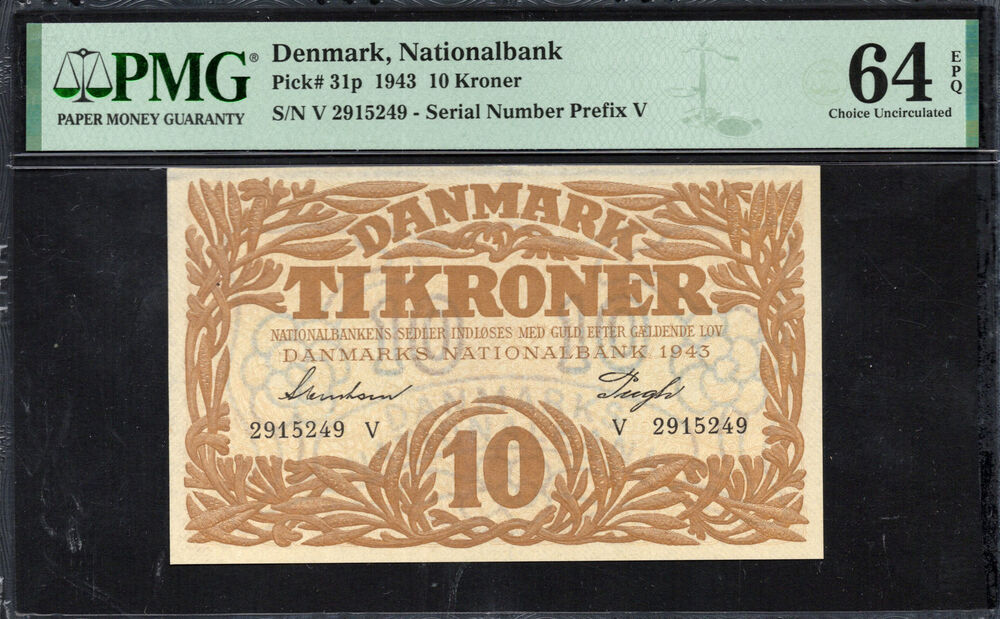 PMG®
PAPER MONEY GUARANTY
Denmark, Nationalbank
Pick# 31p 1943 10 Kroner
S/N V 2915249 - Serial Number Prefix V
64 EPQ
Choice Uncirculated
DANMARK
TI KRONER
NATIONALBANKENS SEDLER INDLØSES MED GULD EFTER GÆLDENDE LOV
DANMARKS NATIONALBANK 1943
Svendsen
2915249 V
V 2915249
10